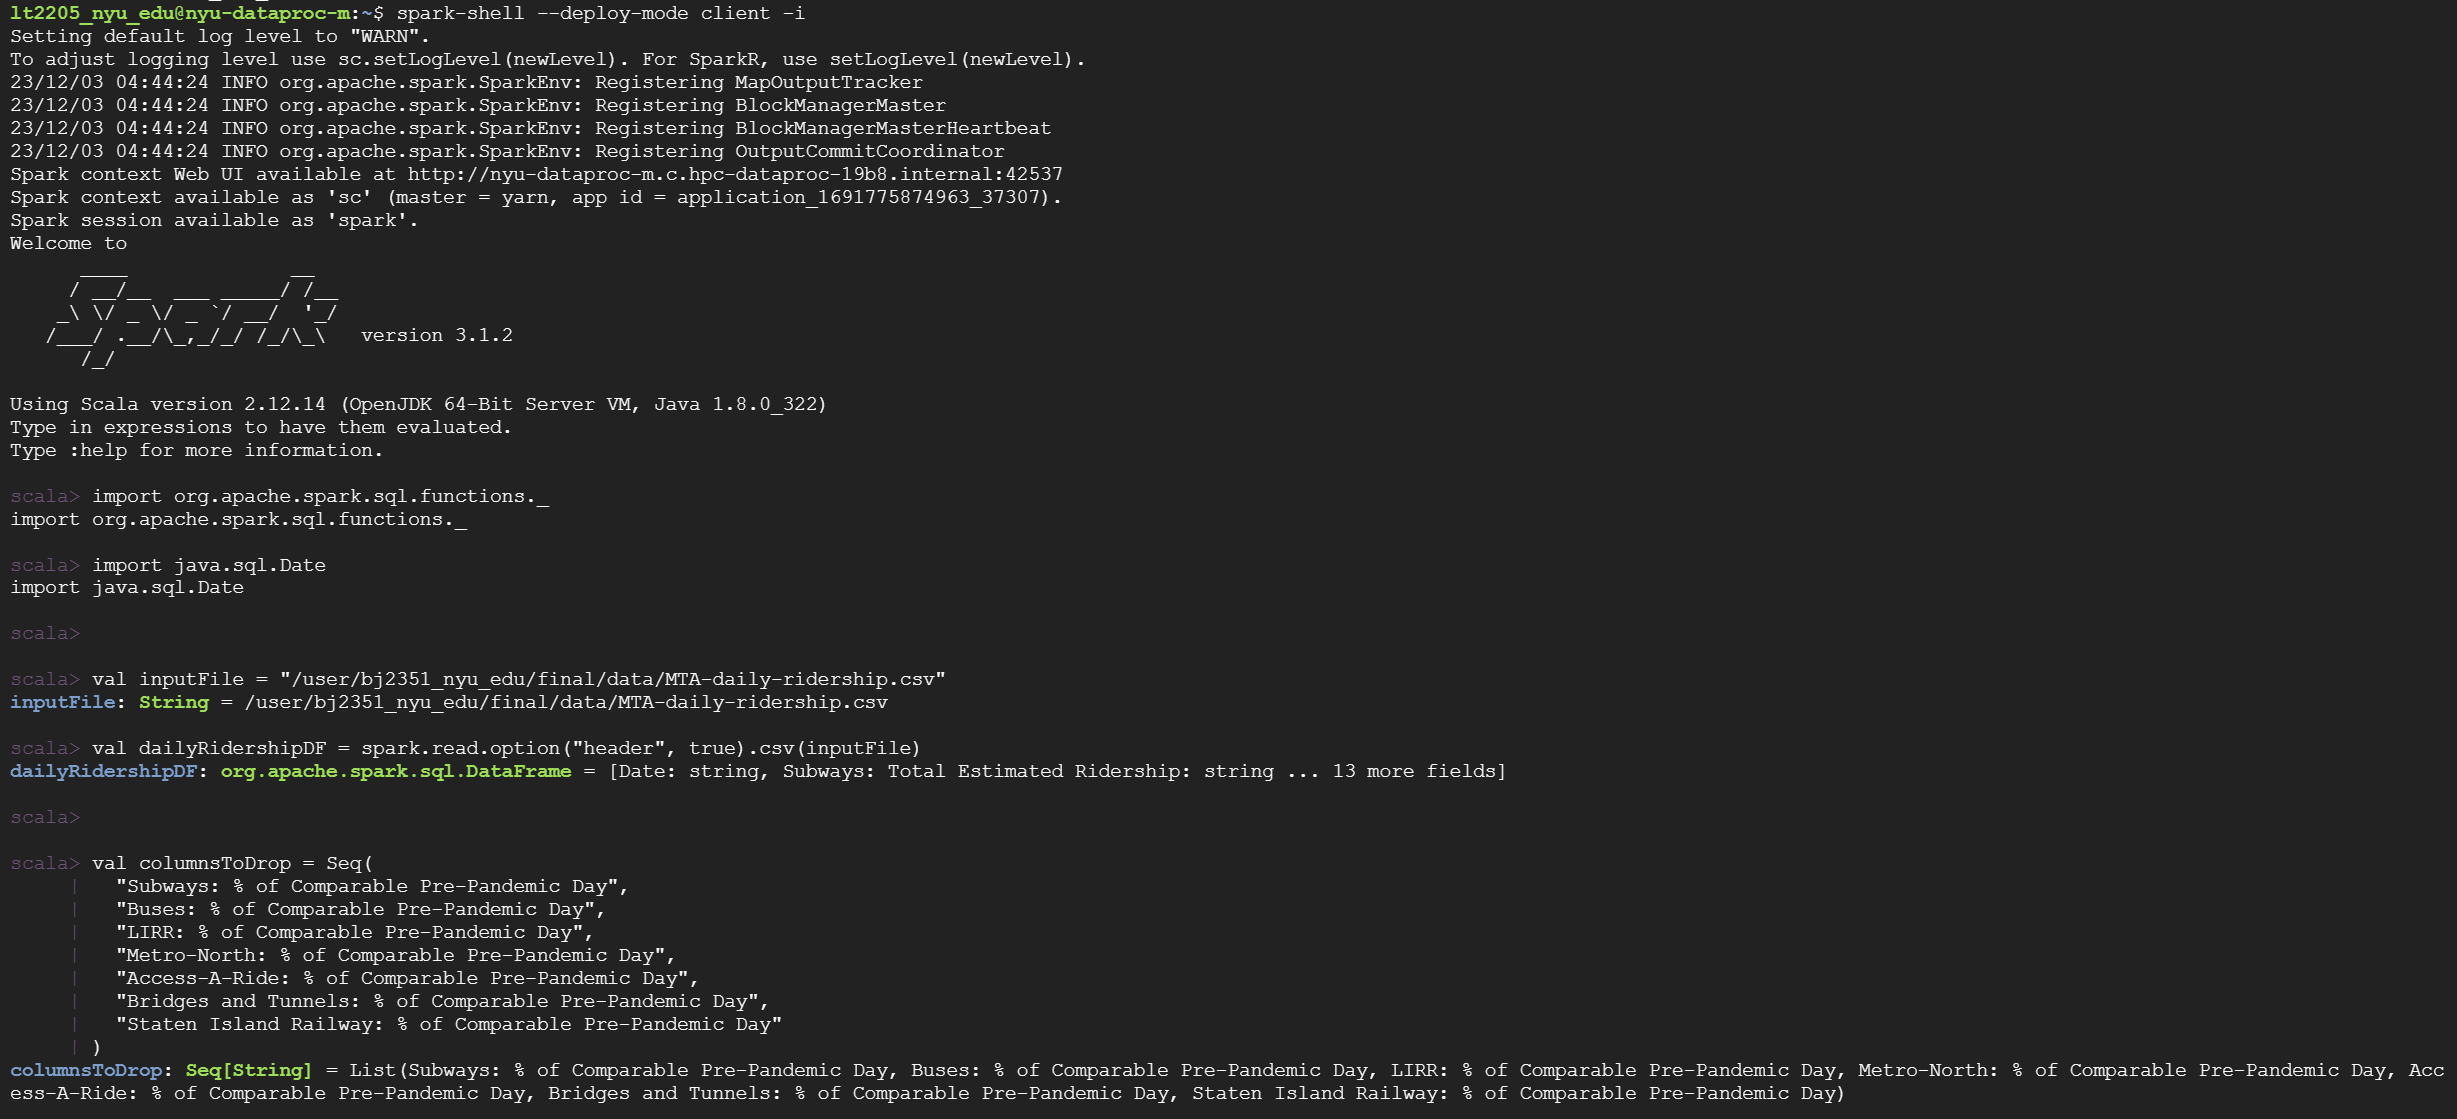 lt2205_nyu_edu@nyu-dataproc-m:~$ spark-shell --deploy-mode client -i
Setting default log level to "WARN".
To adjust logging level use sc.setLogLevel(newLevel). For SparkR, use setLogLevel(newLevel).
23/12/03 04:44:24 INFO org.apache.spark.SparkEnv: Registering MapOutputTracker
23/12/03 04:44:24 INFO org.apache.spark.SparkEnv: Registering BlockManagerMaster
23/12/03 04:44:24 INFO org.apache.spark.SparkEnv: Registering BlockManagerMasterHeartbeat
23/12/03 04:44:24 INFO org.apache.spark.SparkEnv: Registering OutputCommitCoordinator
Spark context Web UI available at http://nyu-dataproc-m.c.hpc-dataproc-19b8.internal:42537
Spark context available as 'sc' (master = yarn, app id = application_1691775874963_37307).
Spark session available as 'spark'.
Welcome to
      ____              __
     / __/__  ___ _____/ /__
    _\ \/ _ \/ _ `/ __/  '_/
   /___/ .__/\_,_/_/ /_/\_\   version 3.1.2
      /_/
Using Scala version 2.12.14 (OpenJDK 64-Bit Server VM, Java 1.8.0_322)
Type in expressions to have them evaluated.
Type :help for more information.
scala> import org.apache.spark.sql.functions._
import org.apache.spark.sql.functions._
scala> import java.sql.Date
import java.sql.Date
scala>
scala> val inputFile = "/user/bj2351_nyu_edu/final/data/MTA-daily-ridership.csv"
inputFile: String = /user/bj2351_nyu_edu/final/data/MTA-daily-ridership.csv
scala> val dailyRidershipDF = spark.read.option("header", true).csv(inputFile)
dailyRidershipDF: org.apache.spark.sql.DataFrame = [Date: string, Subways: Total Estimated Ridership: string ... 13 more fields]
scala>
scala> val columnsToDrop = Seq(
     |   "Subways: % of Comparable Pre-Pandemic Day",
     |   "Buses: % of Comparable Pre-Pandemic Day",
     |   "LIRR: % of Comparable Pre-Pandemic Day",
     |   "Metro-North: % of Comparable Pre-Pandemic Day",
     |   "Access-A-Ride: % of Comparable Pre-Pandemic Day",
     |   "Bridges and Tunnels: % of Comparable Pre-Pandemic Day",
     |   "Staten Island Railway: % of Comparable Pre-Pandemic Day"
     | )
columnsToDrop: Seq[String] = List(Subways: % of Comparable Pre-Pandemic Day, Buses: % of Comparable Pre-Pandemic Day, LIRR: % of Comparable Pre-Pandemic Day, Metro-North: % of Comparable Pre-Pandemic Day, Acc
ess-A-Ride: % of Comparable Pre-Pandemic Day, Bridges and Tunnels: % of Comparable Pre-Pandemic Day, Staten Island Railway: % of Comparable Pre-Pandemic Day)